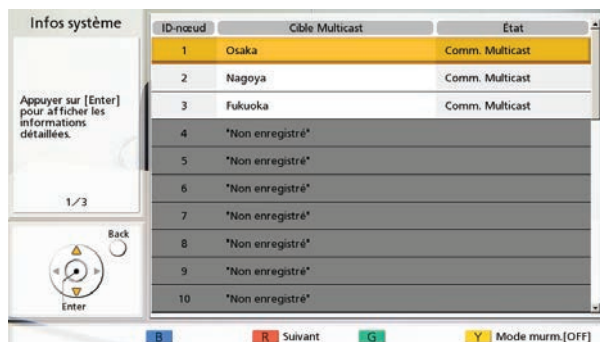 Infos système
Appuyer sur [Enter]
pour afficher les
informations
détaillées.
1/3
Back
Enter
ID-nœud Cible Multicast Etat
1 Osaka Comm. Multicast
2 Nagoya Comm. Multicast
3 Fukuoka Comm. Multicast
4 "Non enregistré"
5 "Non enregistré"
6 "Non enregistré"
7 "Non enregistré"
8 "Non enregistré"
9 "Non enregistré"
10 "Non enregistré"
B R Suivant G Y Mode murm.[OFF]